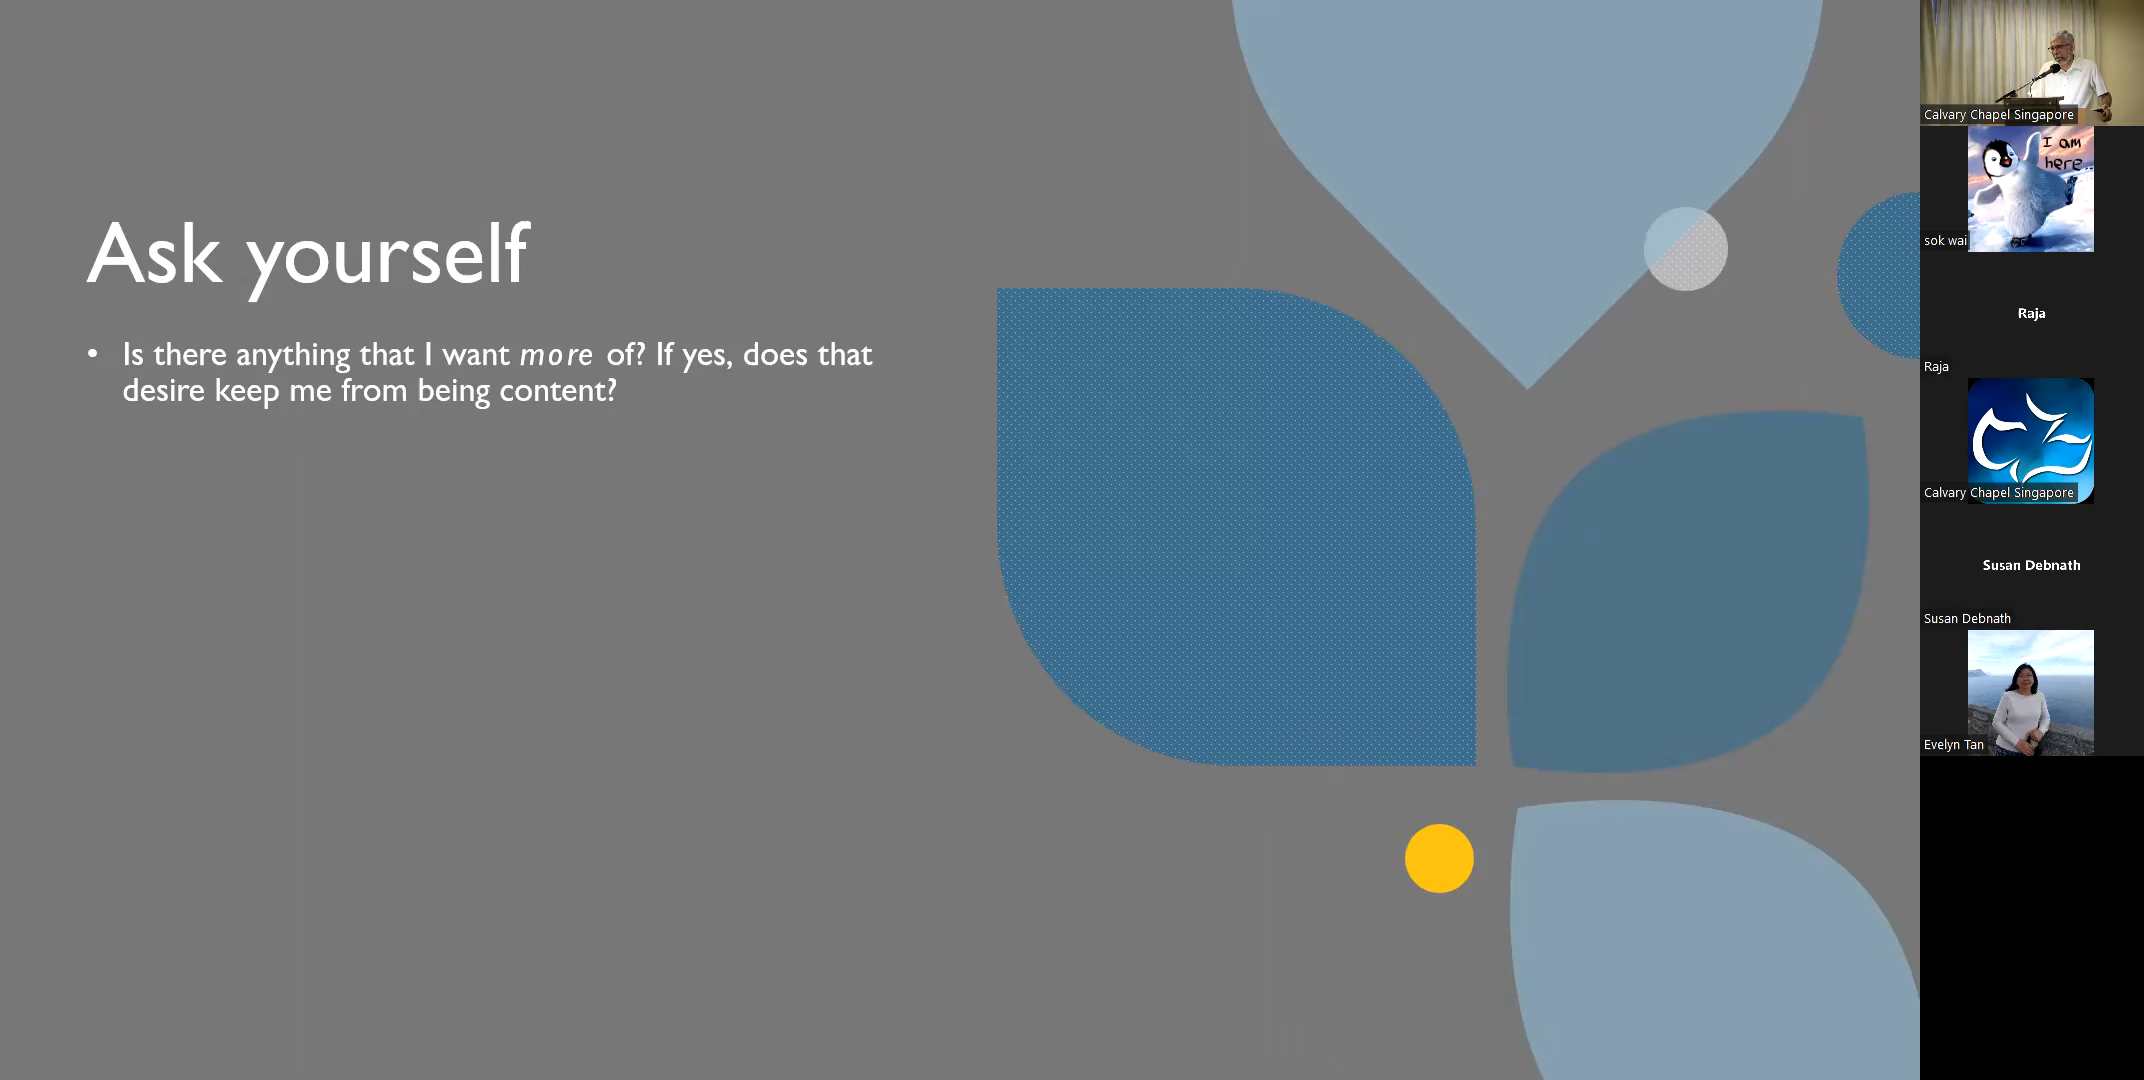 Ask yourself
• Is there anything that I want more of? If yes, does that
desire keep me from being content?
Calvary Chapel Singapore
I am
here
sok wai
Raja
Raja
Calvary Chapel Singapore
Susan Debnath
Susan Debnath
Evelyn Tan